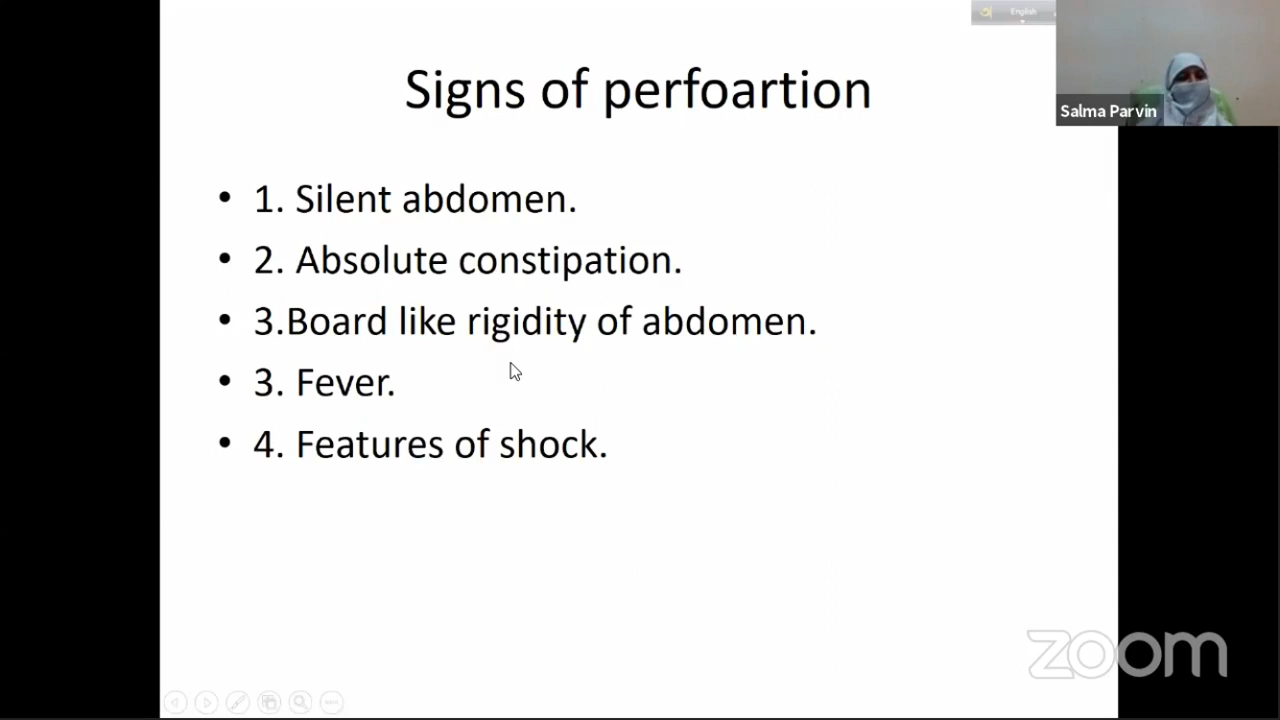 English
Signs of perfoartion
Salma Parvin
• 1. Silent abdomen.
• 2. Absolute constipation.
• 3.Board like rigidity of abdomen.
• 3. Fever.
• 4. Features of shock.
zoom